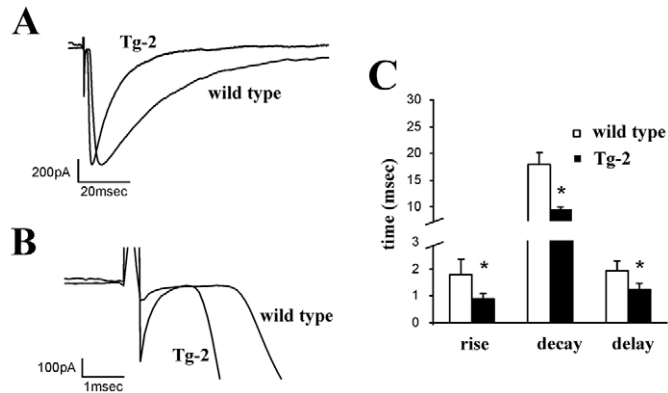 A
Tg-2
wild type
200pA
20msec
B
wild type
Tg-2
100pA
1msec
C
time (msec)
30
25
20
15
10
3
2
1
0
wild type
Tg-2
*
*
*
rise
decay
delay